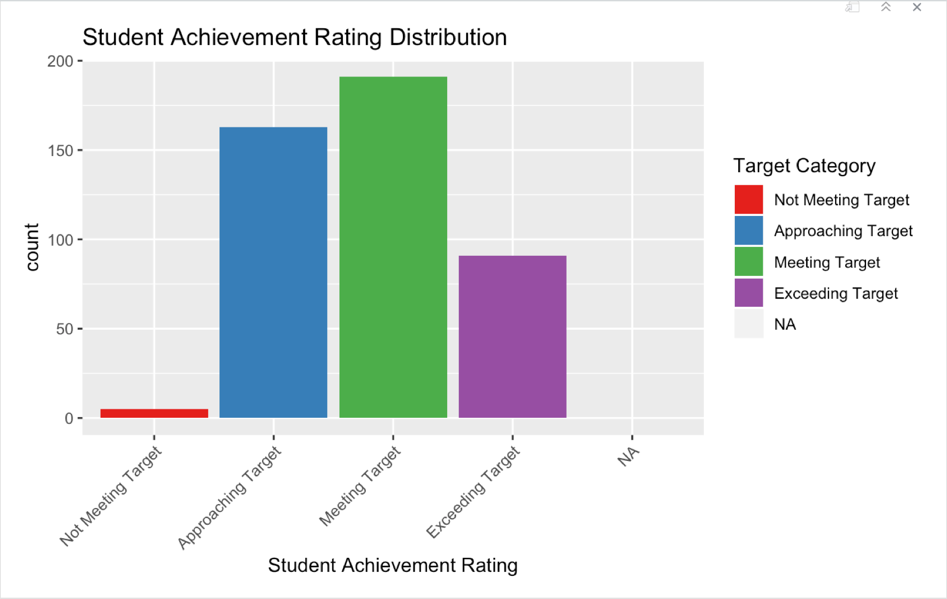 Student Achievement Rating Distribution
200
150
100
50
0
count
Not Meeting Target
Approaching Target
Meeting Target
Exceeding Target
NA
Student Achievement Rating
Target Category
Not Meeting Target
Approaching Target
Meeting Target
Exceeding Target
NA